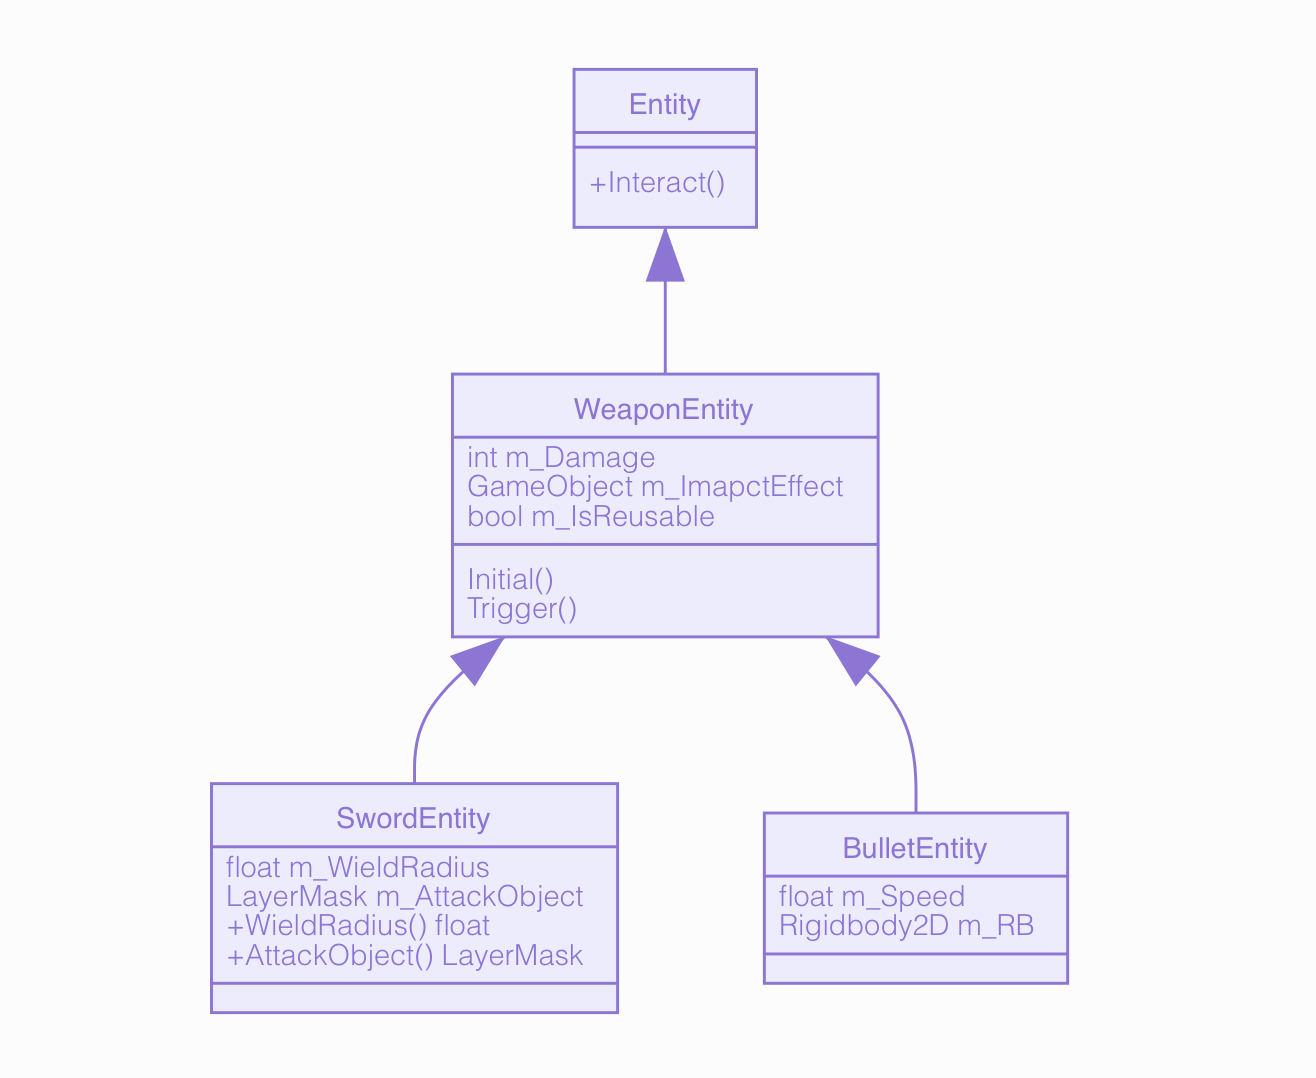 Entity
+Interact()
WeaponEntity
int m_Damage
GameObject m_ImapctEffect
bool m_IsReusable
Initial()
Trigger()
SwordEntity
float m_WieldRadius
LayerMask m_AttackObject
+WieldRadius() float
+AttackObject() LayerMask
BulletEntity
float m_Speed
Rigidbody2D m_RB